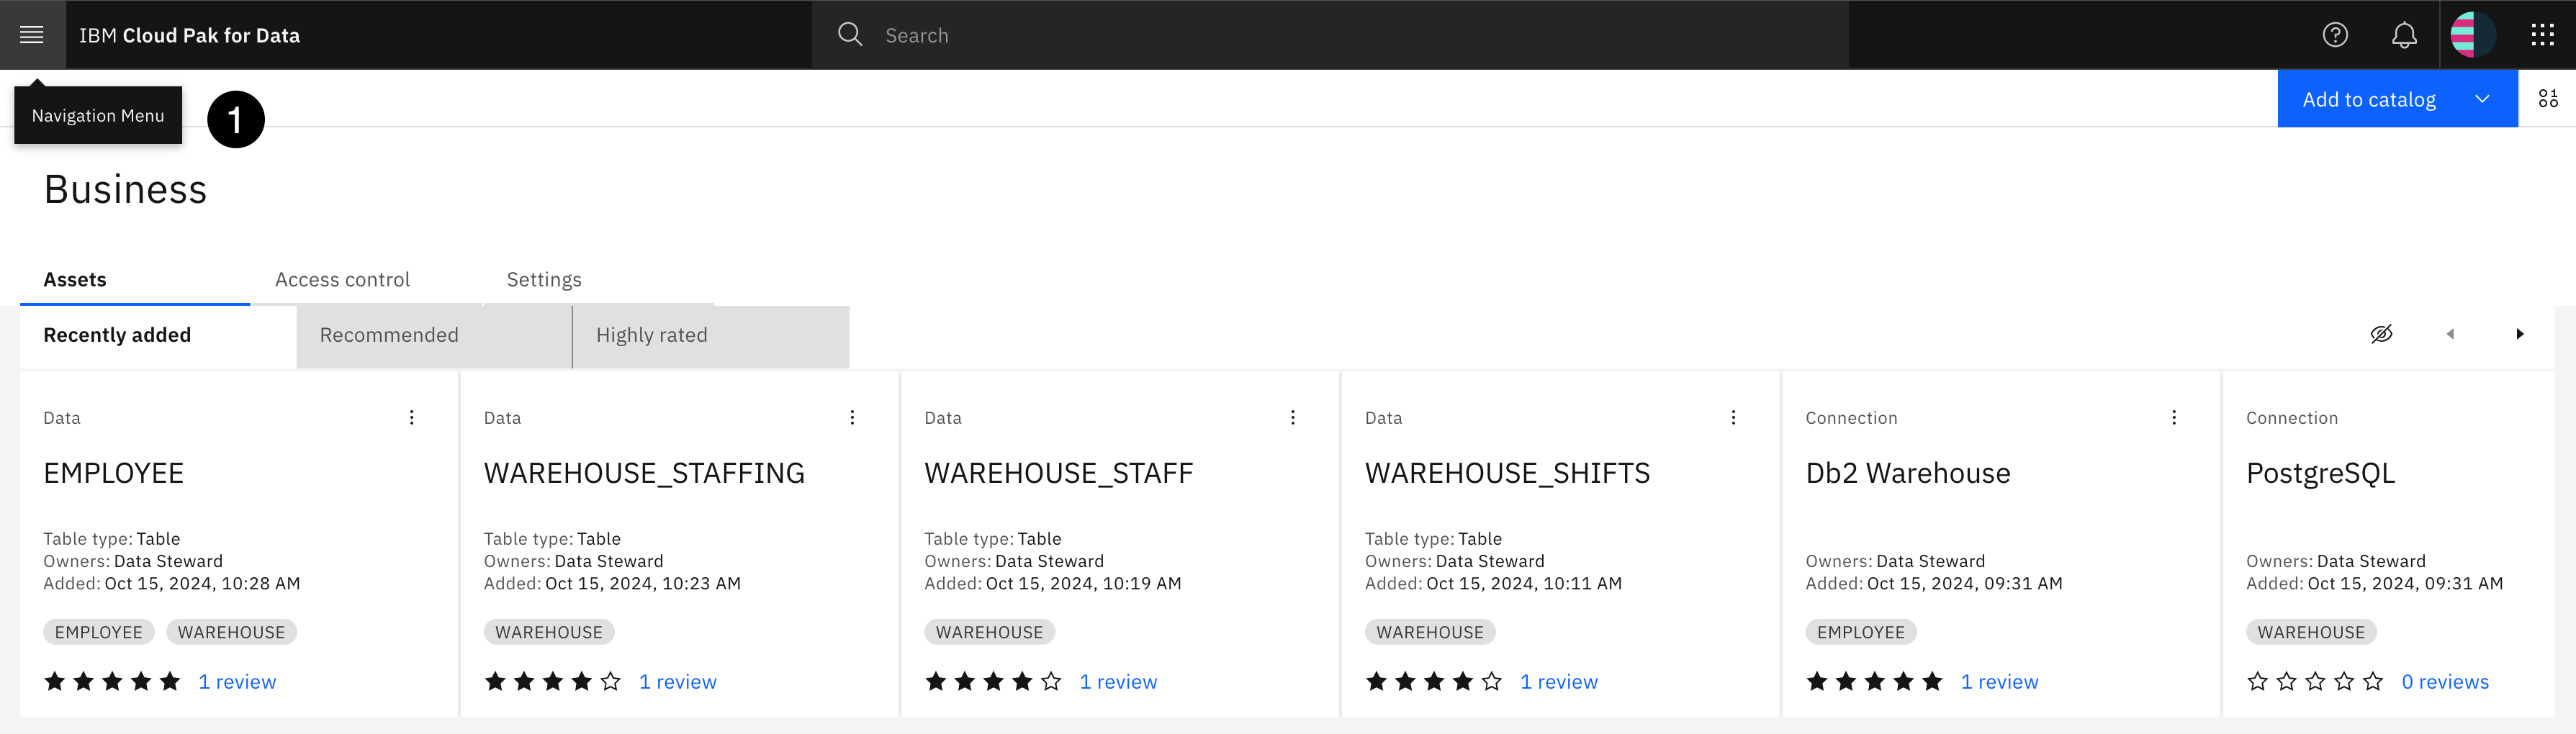 IBM Cloud Pak for Data
Search
Navigation Menu
1
Add to catalog
Business
Assets
Access control
Settings
Recently added
Recommended
Highly rated
Data
EMPLOYEE
Table type: Table
Owners: Data Steward
Added: Oct 15, 2024, 10:28 AM
EMPLOYEE
WAREHOUSE
1 review
Data
WAREHOUSE_STAFFING
Table type: Table
Owners: Data Steward
Added: Oct 15, 2024, 10:23 AM
WAREHOUSE
1 review
Data
WAREHOUSE_STAFF
Table type: Table
Owners: Data Steward
Added: Oct 15, 2024, 10:19 AM
WAREHOUSE
1 review
Data
WAREHOUSE_SHIFTS
Table type: Table
Owners: Data Steward
Added: Oct 15, 2024, 10:11 AM
WAREHOUSE
1 review
Connection
Db2 Warehouse
Owners: Data Steward
Added: Oct 15, 2024, 09:31 AM
EMPLOYEE
1 review
Connection
PostgreSQL
Owners: Data Steward
Added: Oct 15, 2024, 09:31 AM
WAREHOUSE
0 reviews